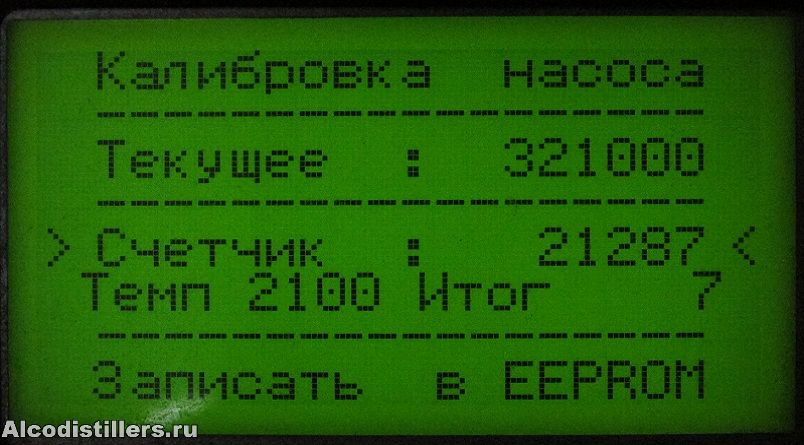 Калибровка насоса
------------------
Текущее : 321000
------------------
> Счетчик : 21287 <
Темп 2100 Итог 7
------------------
Записать в EEPROM
Alcodistillers.ru